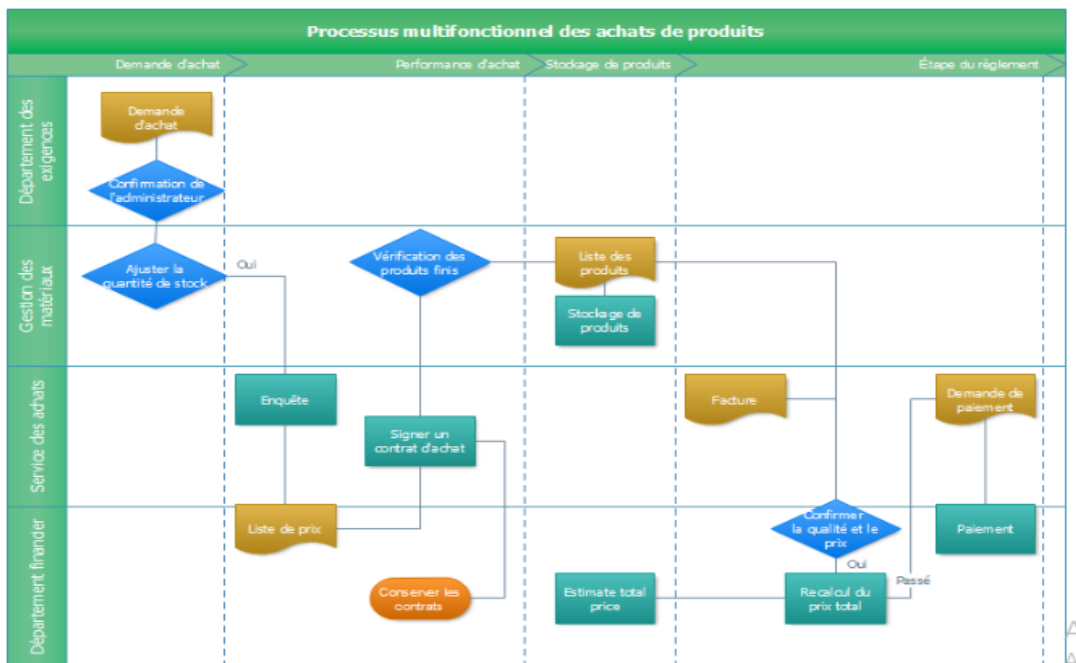 Processus multifonctionnel des achats de produits
Demande d'achat
Performance d'achat
Stockage de produits
Étape du règlement
Département des
exigences
Demande
d'achat
Confirmation de
l'administrateur
Gestion des
matériaux
Ajuster la
quantité de stock
Oui
Vérification des
produits finis
Liste des
produits
Stockage de
produits
Service des achats
Enquête
Signer un
contrat d'achat
Facture
Demande de
paiement
Département financier
Liste de prix
Conserver les
contrats
Estimate total
price
Confirmer
la qualité et le
prix
Oui
Recalcul du
prix total
Passé
Paiement